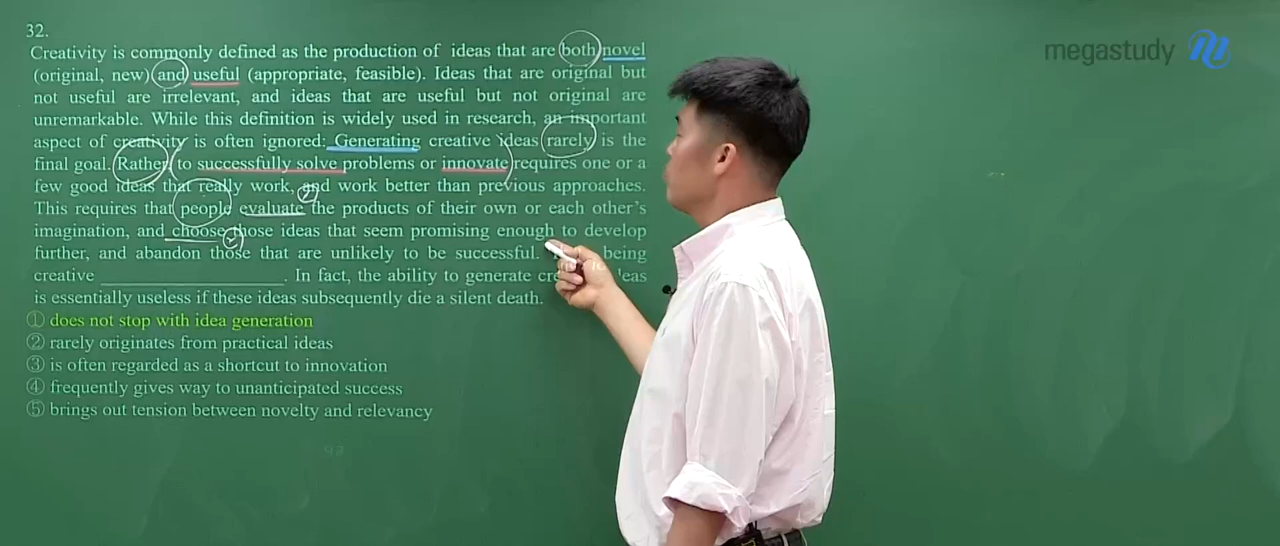 32.
Creativity is commonly defined as the production of ideas that are both novel
(original, new) and useful (appropriate, feasible). Ideas that are original but
not useful are irrelevant, and ideas that are useful but not original are
unremarkable. While this definition is widely used in research, an important
aspect of creativity is often ignored: Generating creative ideas rarely is the
final goal. Rather, to successfully solve problems or innovate requires one or a
few good ideas that really work, and work better than previous approaches.
This requires that people evaluate the products of their own or each other's
imagination, and choose those ideas that seem promising enough to develop
further, and abandon those that are unlikely to be successful. being
creative ____________________. In fact, the ability to generate ideas
is essentially useless if these ideas subsequently die a silent death.
① does not stop with idea generation
② rarely originates from practical ideas
③ is often regarded as a shortcut to innovation
④ frequently gives way to unanticipated success
⑤ brings out tension between novelty and relevancy
megastudy